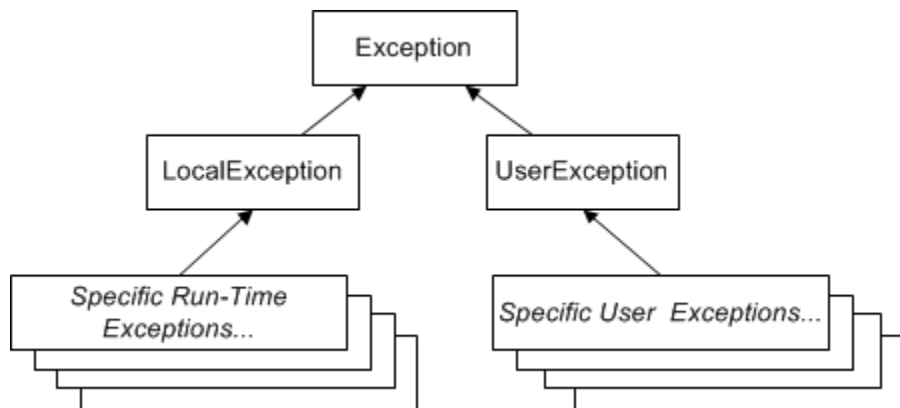 Exception
LocalException
UserException
Specific Run-Time
Exceptions...
Specific User  Exceptions...